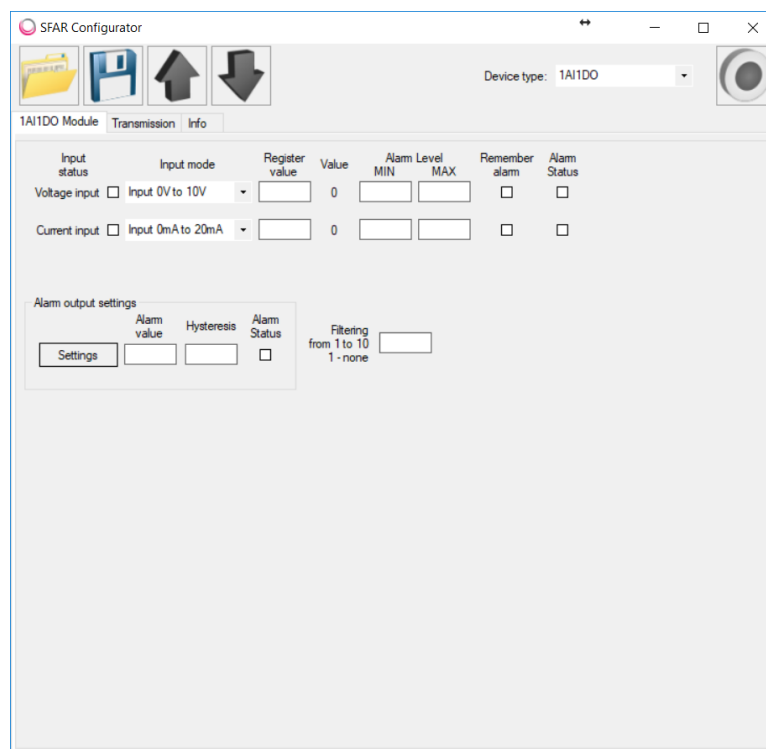 SFAR Configurator
Device type: 1AI1DO
1AI1DO Module Transmission Info
Input status Input mode Register value Value Alarm Level MIN MAX Remember alarm Alarm Status
Voltage input Input 0V to 10V 0
Current input Input 0mA to 20mA 0
Alarm output settings
Alarm value Hysteresis Alarm Status
Settings
Filtering
from 1 to 10
1 - none